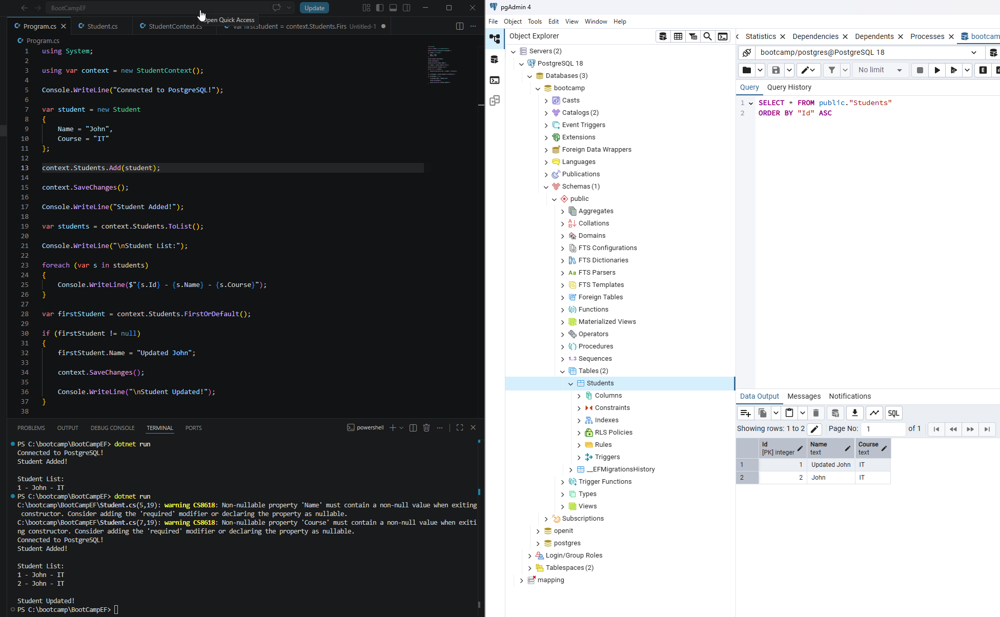 BootCampEF
Update
Open Quick Access
Program.cs
Student.cs
StudentContext.cs
var firstStudent = context.Students.Firs Untitled-1
Program.cs
1 using System;
2
3 using var context = new StudentContext();
4
5 Console.WriteLine("Connected to PostgreSQL!");
6
7 var student = new Student
8 {
9 Name = "John",
10 Course = "IT"
11 };
12
13 context.Students.Add(student);
14
15 context.SaveChanges();
16
17 Console.WriteLine("Student Added!");
18
19 var students = context.Students.ToList();
20
21 Console.WriteLine("\nStudent List:");
22
23 foreach (var s in students)
24 {
25 Console.WriteLine($"{s.Id} - {s.Name} - {s.Course}");
26 }
27
28 var firstStudent = context.Students.FirstOrDefault();
29
30 if (firstStudent != null)
31 {
32 firstStudent.Name = "Updated John";
33
34 context.SaveChanges();
35
36 Console.WriteLine("\nStudent Updated!");
37 }
38
PROBLEMS OUTPUT DEBUG CONSOLE TERMINAL PORTS
powershell
PS C:\bootcamp\BootCampEF> dotnet run
Connected to PostgreSQL!
Student Added!
Student List:
1 - John - IT
PS C:\bootcamp\BootCampEF> dotnet run
C:\bootcamp\BootCampEF\Student.cs(5,19): warning CS8618: Non-nullable property 'Name' must contain a non-null value when exiting
constructor. Consider adding the 'required' modifier or declaring the property as nullable.
C:\bootcamp\BootCampEF\Student.cs(7,19): warning CS8618: Non-nullable property 'Course' must contain a non-null value when exiti
ng constructor. Consider adding the 'required' modifier or declaring the property as nullable.
Connected to PostgreSQL!
Student Added!
Student List:
1 - John - IT
2 - John - IT
Student Updated!
PS C:\bootcamp\BootCampEF>
pgAdmin 4
File Object Tools Edit View Window Help
Object Explorer
Servers (2)
PostgreSQL 18
Databases (3)
bootcamp
Casts
Catalogs (2)
Event Triggers
Extensions
Foreign Data Wrappers
Languages
Publications
Schemas (1)
public
Aggregates
Collations
Domains
FTS Configurations
FTS Dictionaries
Aa FTS Parsers
FTS Templates
Foreign Tables
Functions
Materialized Views
Operators
Procedures
1..3 Sequences
Tables (2)
Students
Columns
Constraints
Indexes
RLS Policies
Rules
Triggers
__EFMigrationsHistory
Trigger Functions
Types
Views
Subscriptions
openit
postgres
Login/Group Roles
Tablespaces (2)
mapping
Statistics Dependencies Dependents Processes bootcam
bootcamp/postgres@PostgreSQL 18
No limit
E
Query Query History
1 SELECT * FROM public."Students"
2 ORDER BY "Id" ASC
Data Output Messages Notifications
SQL
Showing rows: 1 to 2 Page No: 1 of 1
Id Name Course
[PK] integer text text
1 1 Updated John IT
2 2 John IT